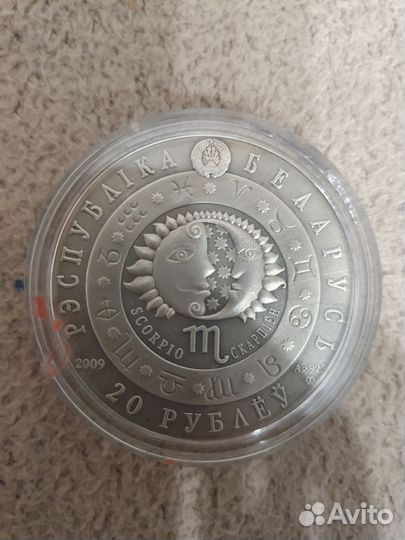 РЭСПУБЛІКА БЕЛАРУСЬ
SCORPIO
СКАРПІЁН
2009
Ag 925
20 РУБЛЁЎ
Avito